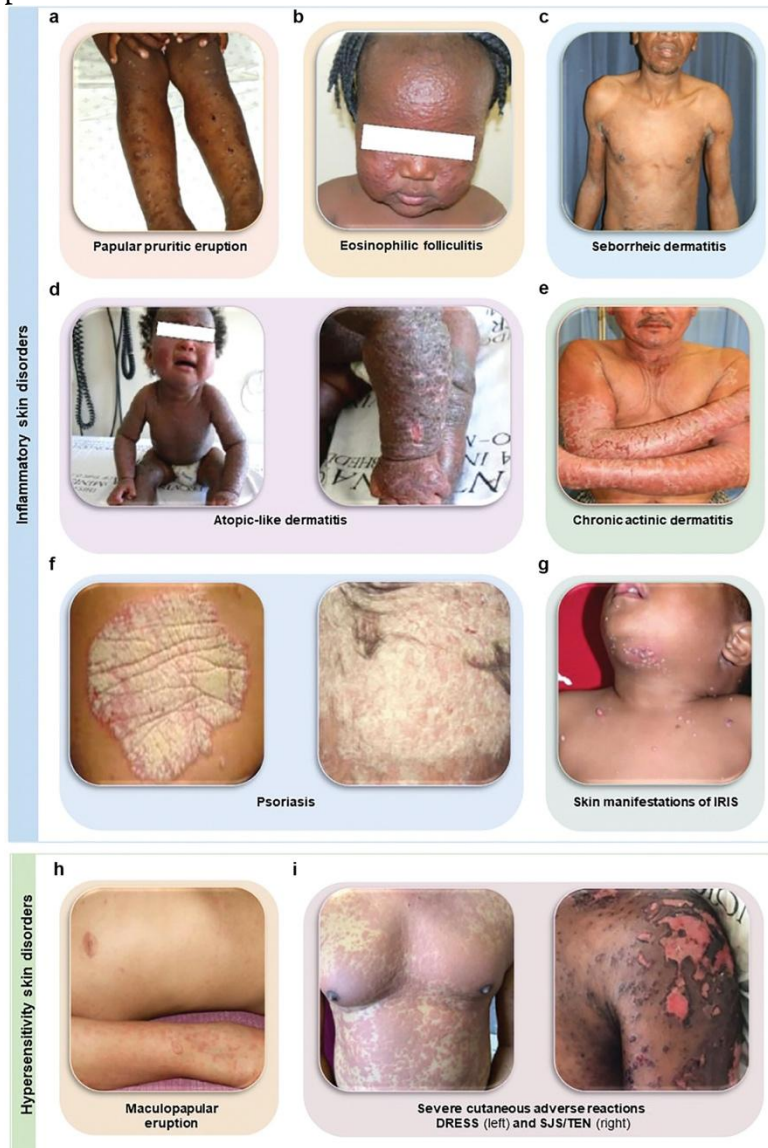 Inflammatory skin disorders
a
b
c
Papular pruritic eruption
Eosinophilic folliculitis
Seborrheic dermatitis
d
e
Atopic-like dermatitis
Chronic actinic dermatitis
f
g
Psoriasis
Skin manifestations of IRIS
Hypersensitivity skin disorders
h
i
Maculopapular
eruption
Severe cutaneous adverse reactions
DRESS (left) and SJS/TEN (right)